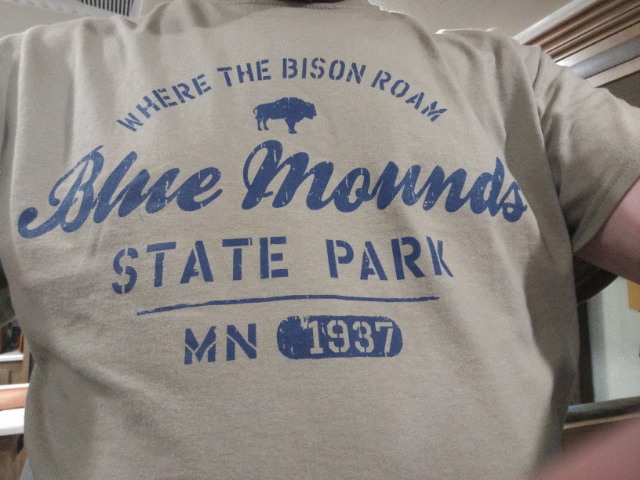 WHERE THE BISON ROAM
Blue Mounds
STATE PARK
MN 1937